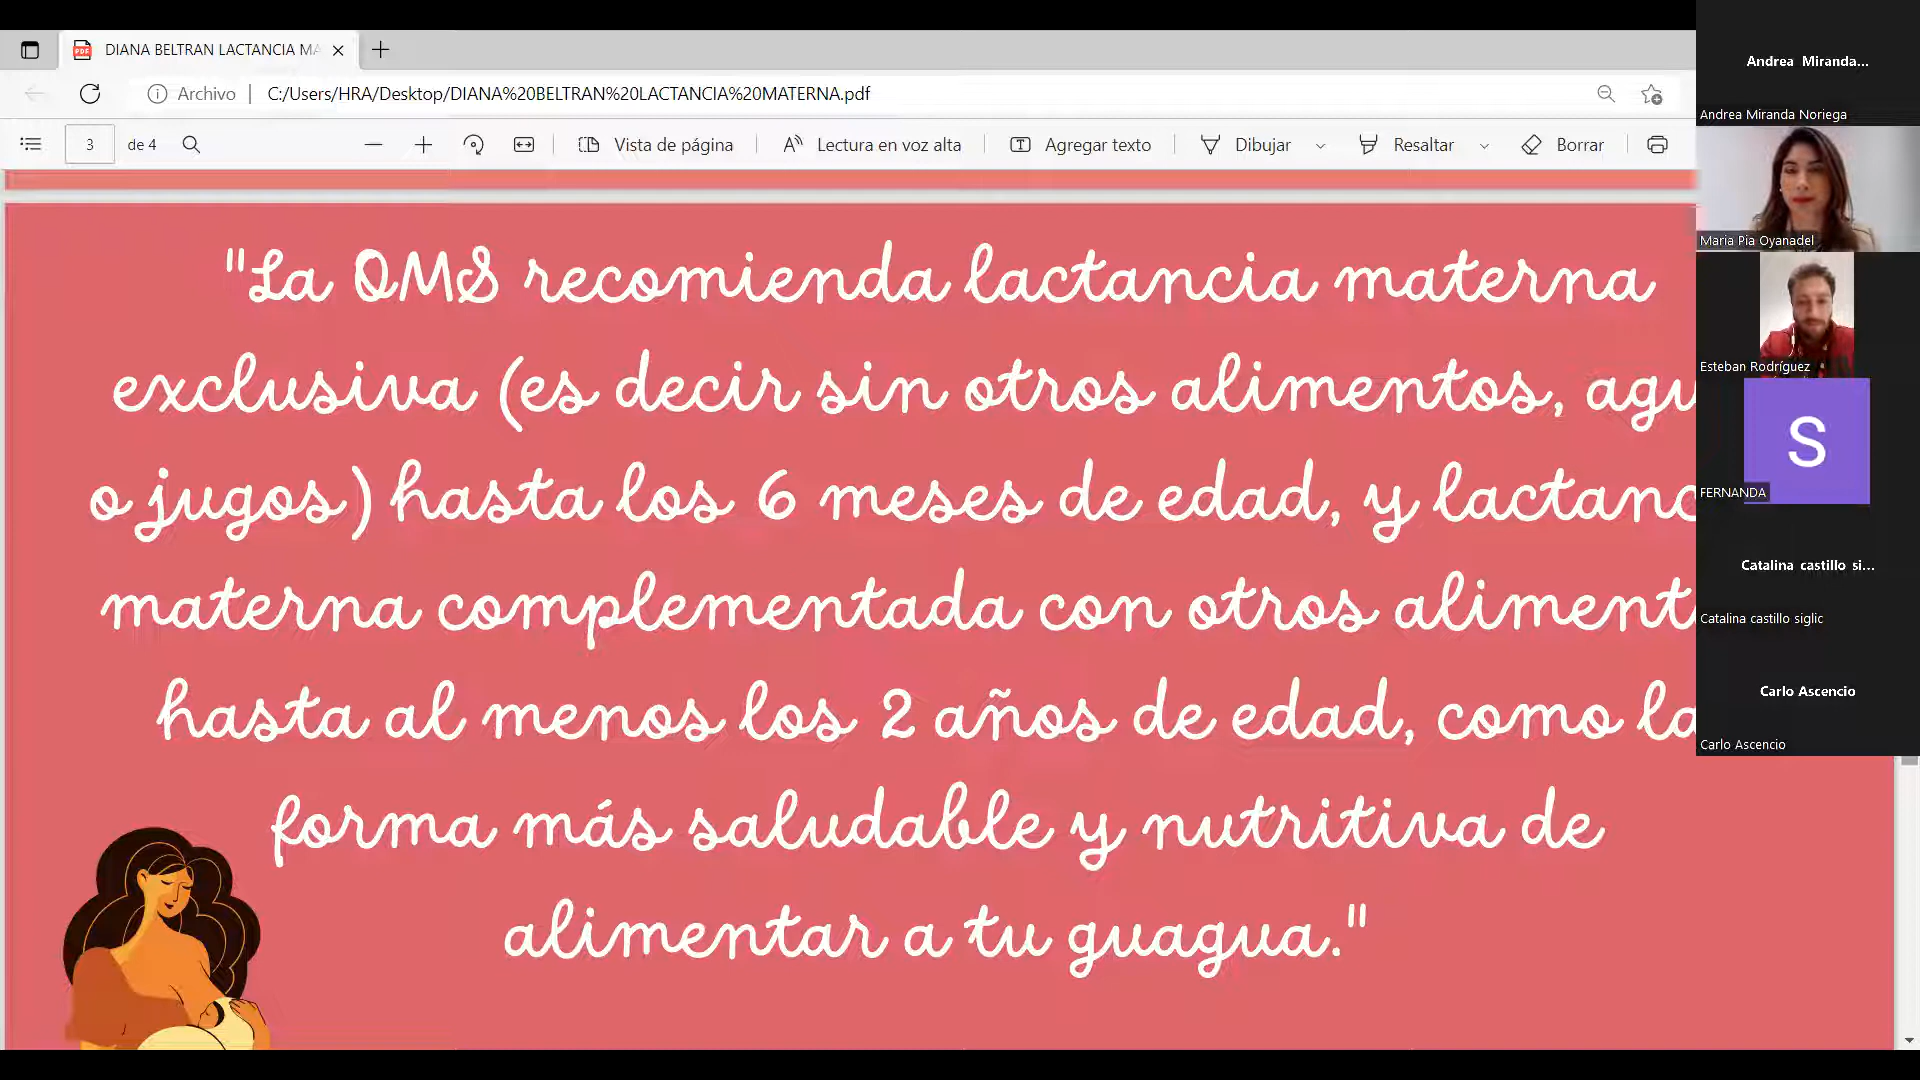 DIANA BELTRAN LACTANCIA MA
Archivo
C:/Users/HRA/Desktop/DIANA%20BELTRAN%20LACTANCIA%20MATERNA.pdf
3 de 4
Vista de página
Lectura en voz alta
Agregar texto
Dibujar
Resaltar
Borrar
"La OMS recomienda lactancia materna
exclusiva (es decir sin otros alimentos, agu
o jugos) hasta los 6 meses de edad, y lactanc
materna complementada con otros aliment
hasta al menos los 2 años de edad, como la
forma más saludable y nutritiva de
alimentar a tu guagua."
Andrea Miranda...
Andrea Miranda Noriega
Maria Pia Oyanadel
Esteban Rodríguez
S
FERNANDA
Catalina castillo si...
Catalina castillo siglic
Carlo Ascencio
Carlo Ascencio